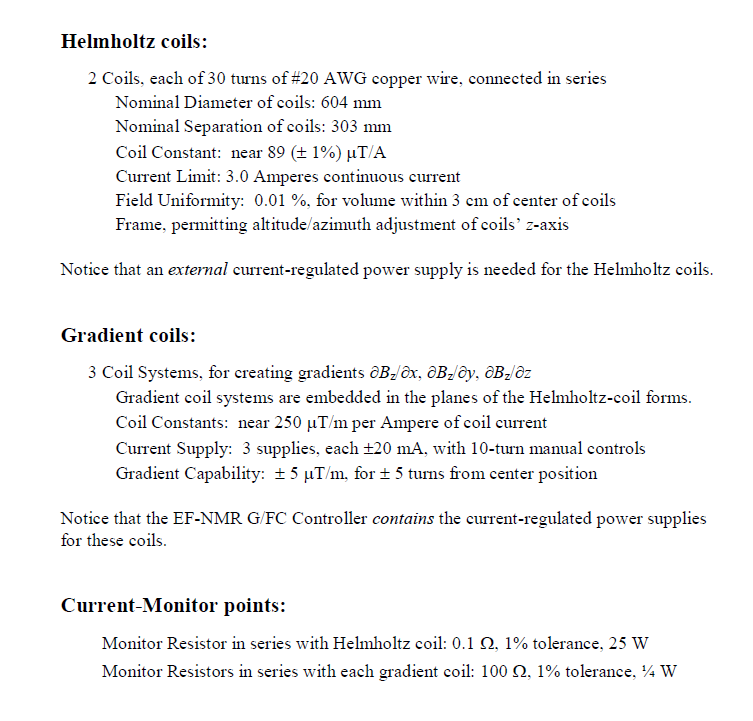 Helmholtz coils:
2 Coils, each of 30 turns of #20 AWG copper wire, connected in series
Nominal Diameter of coils: 604 mm
Nominal Separation of coils: 303 mm
Coil Constant:  near 89 (± 1%) μT/A
Current Limit: 3.0 Amperes continuous current
Field Uniformity:  0.01 %, for volume within 3 cm of center of coils
Frame, permitting altitude/azimuth adjustment of coils’ z-axis
Notice that an external current-regulated power supply is needed for the Helmholtz coils.
Gradient coils:
3 Coil Systems, for creating gradients ∂Bz/∂x, ∂Bz/∂y, ∂Bz/∂z
Gradient coil systems are embedded in the planes of the Helmholtz-coil forms.
Coil Constants:  near 250 μT/m per Ampere of coil current
Current Supply:  3 supplies, each ±20 mA, with 10-turn manual controls
Gradient Capability:  ± 5 μT/m, for ± 5 turns from center position
Notice that the EF-NMR G/FC Controller contains the current-regulated power supplies
for these coils.
Current-Monitor points:
Monitor Resistor in series with Helmholtz coil: 0.1 Ω, 1% tolerance, 25 W
Monitor Resistors in series with each gradient coil: 100 Ω, 1% tolerance, ¼ W